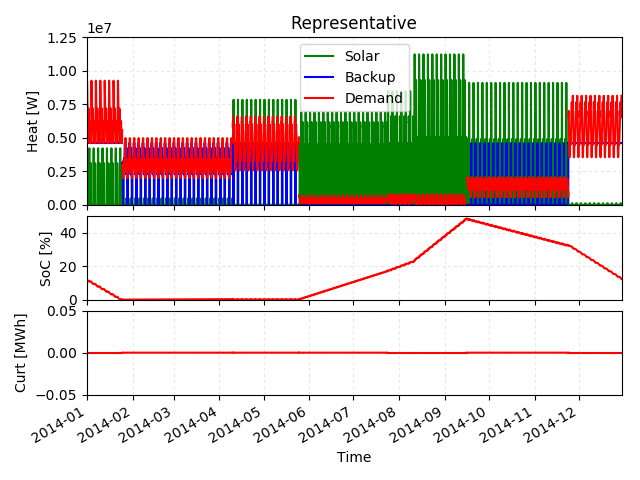 Representative
1e7
Heat [W]
1.25
1.00
0.75
0.50
0.25
0.00
Solar
Backup
Demand
SoC [%]
40
20
0
Curt [MWh]
0.05
0.00
−0.05
2014-01
2014-02
2014-03
2014-04
2014-05
2014-06
2014-07
2014-08
2014-09
2014-10
2014-11
2014-12
Time